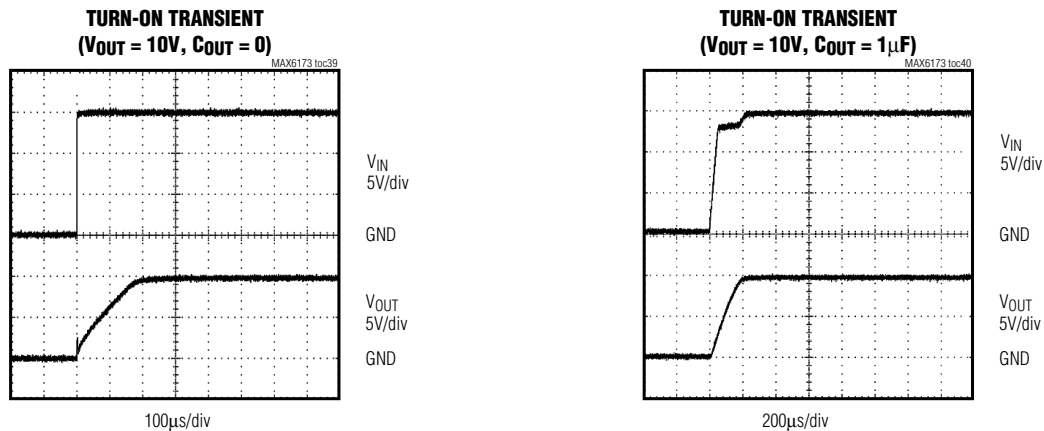 TURN-ON TRANSIENT
(VOUT = 10V, COUT = 0)
MAX6173 toc39
VIN
5V/div
GND
VOUT
5V/div
GND
100μs/div
TURN-ON TRANSIENT
(VOUT = 10V, COUT = 1μF)
MAX6173 toc40
VIN
5V/div
GND
VOUT
5V/div
GND
200μs/div